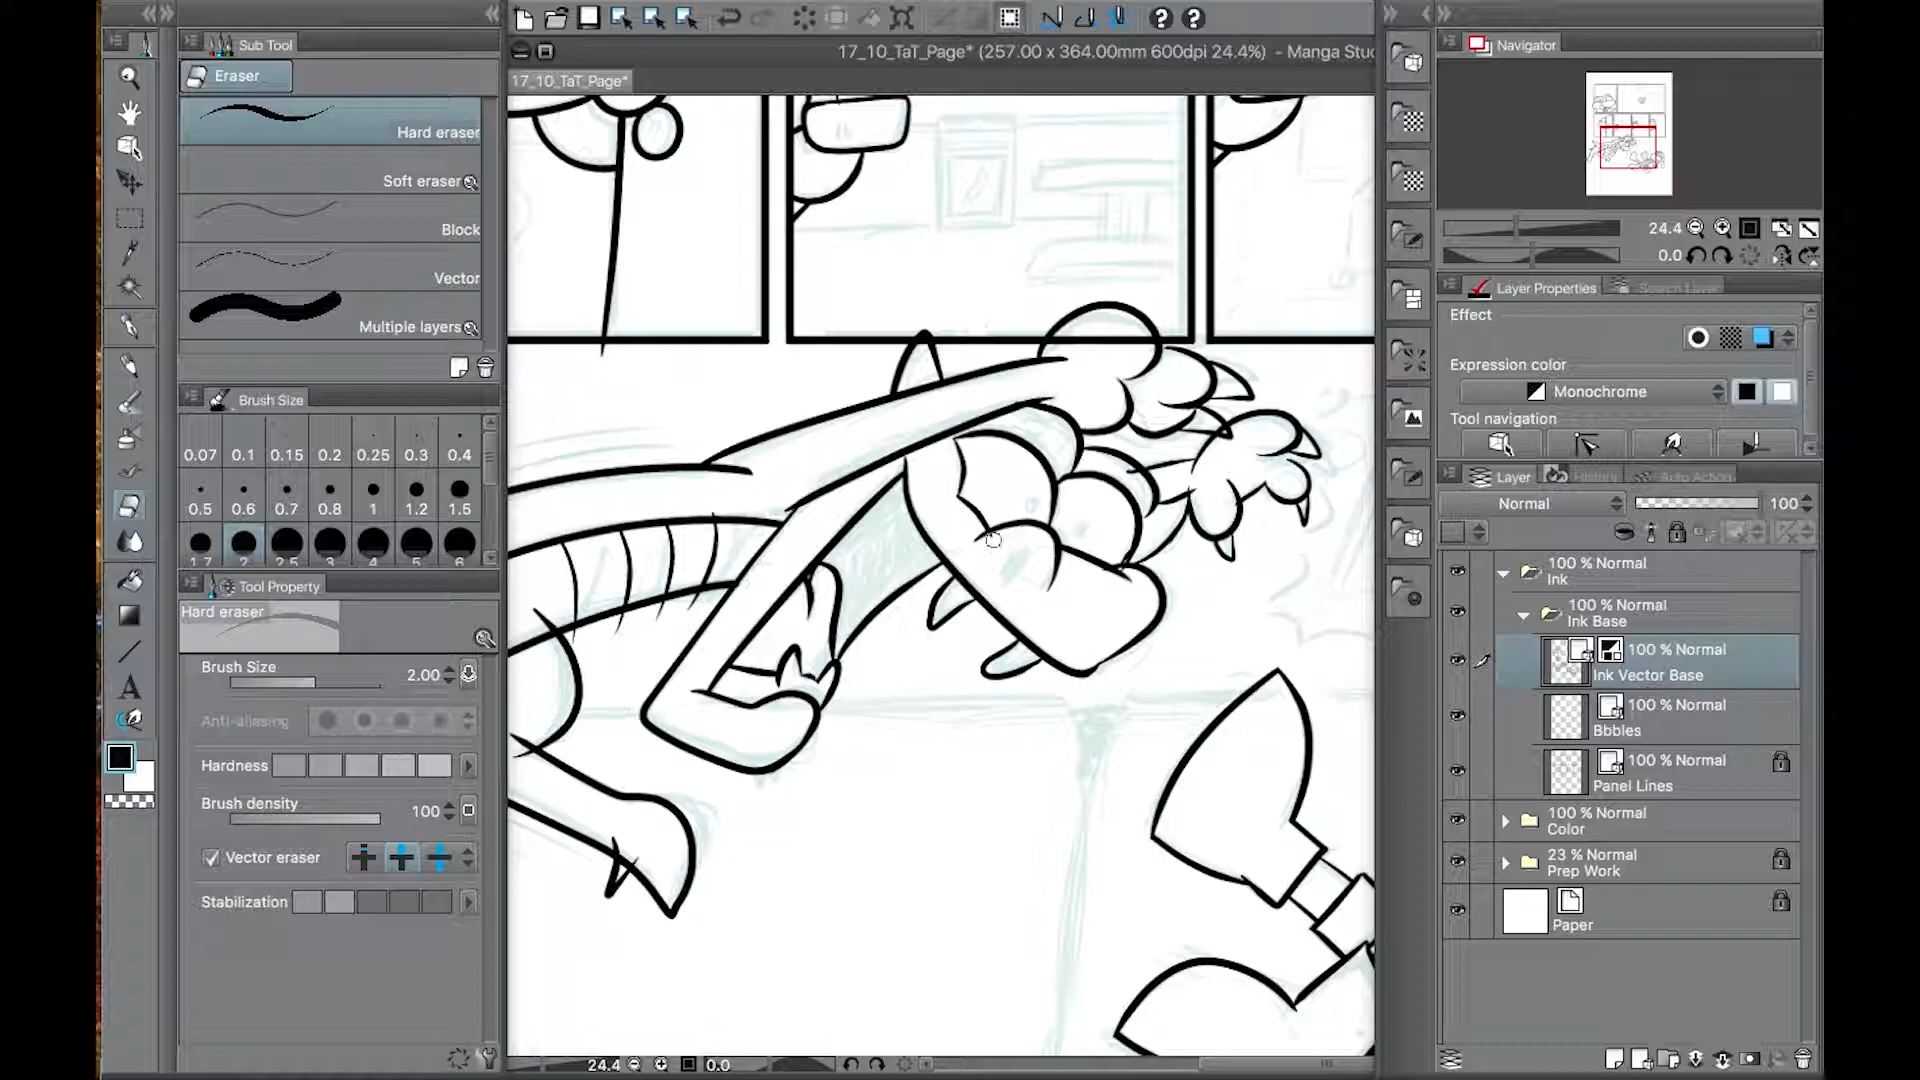 Sub Tool
Eraser
Hard eraser
Soft eraser
Block
Vector
Multiple layers
Brush Size
0.07 0.1 0.15 0.2 0.25 0.3 0.4
0.5 0.6 0.7 0.8 1 1.2 1.5
1.7 2 2.5 3 4 5 6
Tool Property
Hard eraser
Brush Size 2.00
Anti-aliasing
Hardness
Brush density 100
Vector eraser
Stabilization
17_10_TaT_Page* (257.00 x 364.00mm 600dpi 24.4%) - Manga Stud
17_10_TaT_Page*
24.4 0.0
Navigator
24.4
0.0
Layer Properties Search Layer
Effect
Expression color
Monochrome
Tool navigation
Layer History Auto Action
Normal 100
100 % Normal
Ink
100 % Normal
Ink Base
100 % Normal
Ink Vector Base
100 % Normal
Bbbles
100 % Normal
Panel Lines
100 % Normal
Color
23 % Normal
Prep Work
Paper